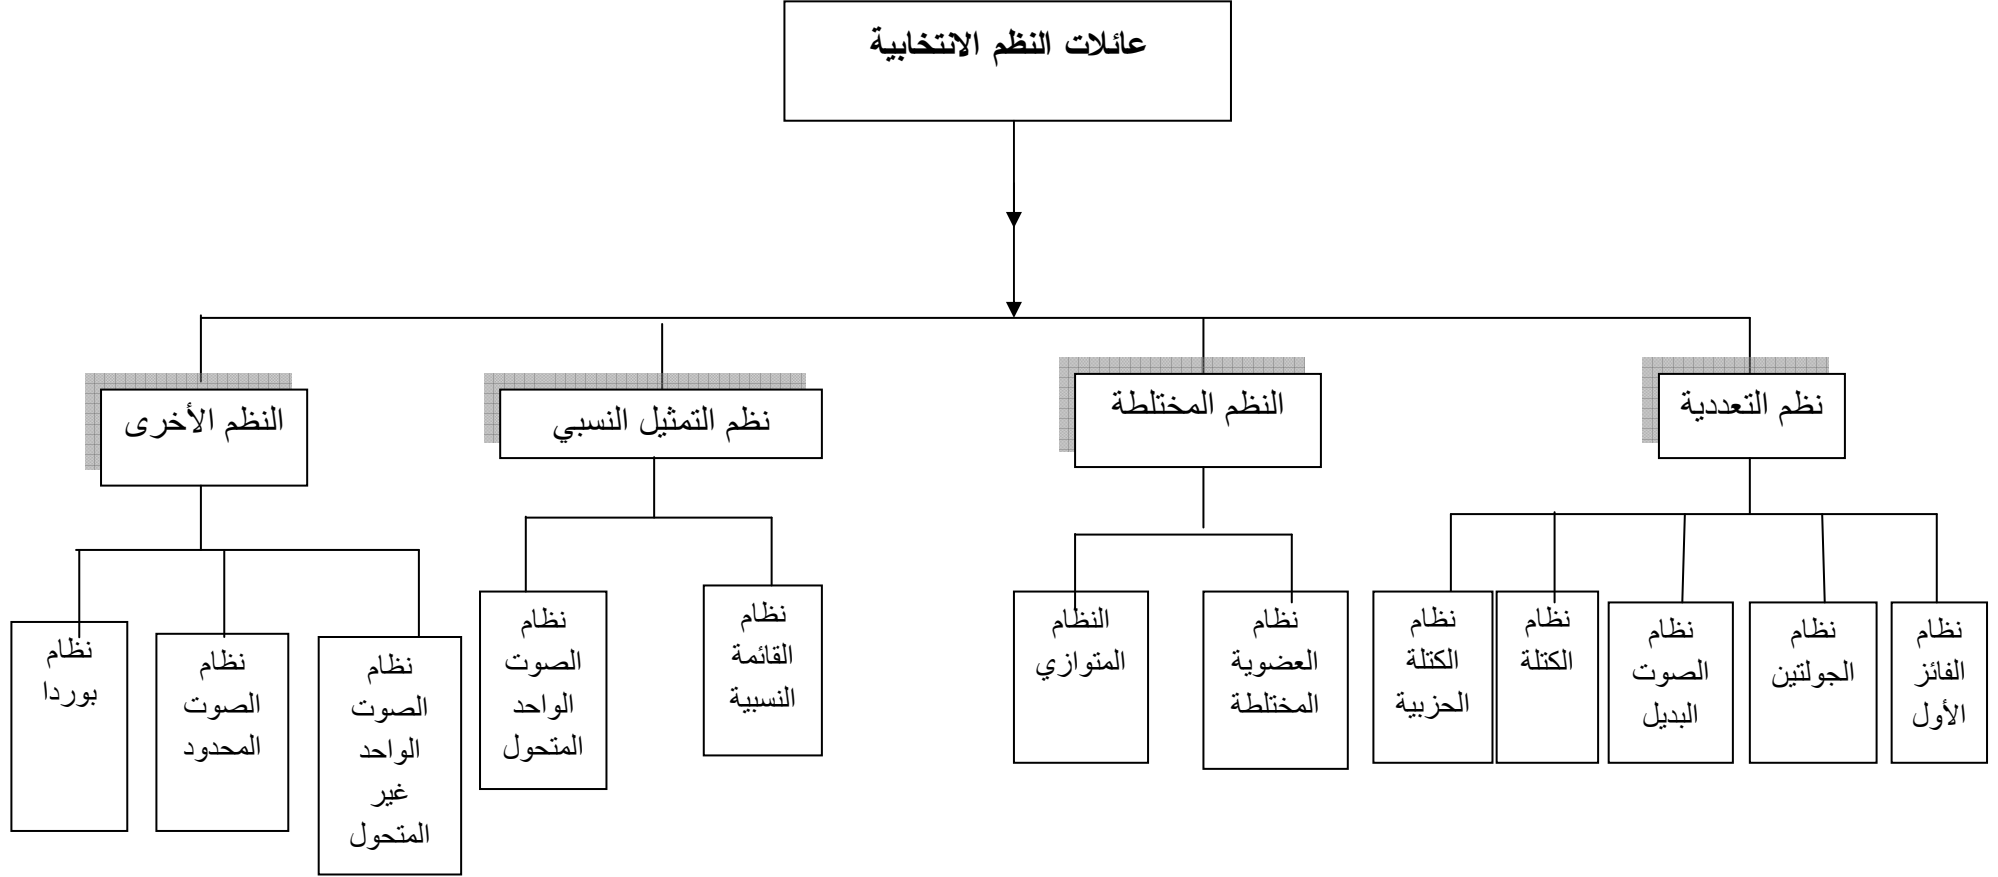 عائلات النظم الانتخابية
نظم التعددية
النظم المختلطة
نظم التمثيل النسبي
النظم الأخرى
نظام
الفائز
الأول
نظام
الجولتين
نظام
الصوت
البديل
نظام
الكتلة
نظام
الكتلة
الحزبية
نظام
العضوية
المختلطة
النظام
المتوازي
نظام
القائمة
النسبية
نظام
الصوت
الواحد
المتحول
نظام
الصوت
الواحد
غير
المتحول
نظام
الصوت
المحدود
نظام
بوردا